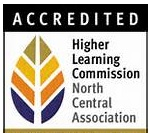 ACCREDITED
Higher
Learning
Commission
North
Central
Association